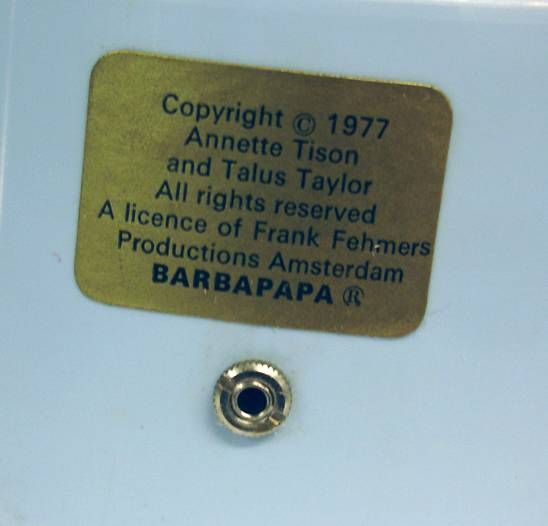 Copyright © 1977
Annette Tison
and Talus Taylor
All rights reserved
A licence of Frank Fehmers
Productions Amsterdam
BARBAPAPA ®